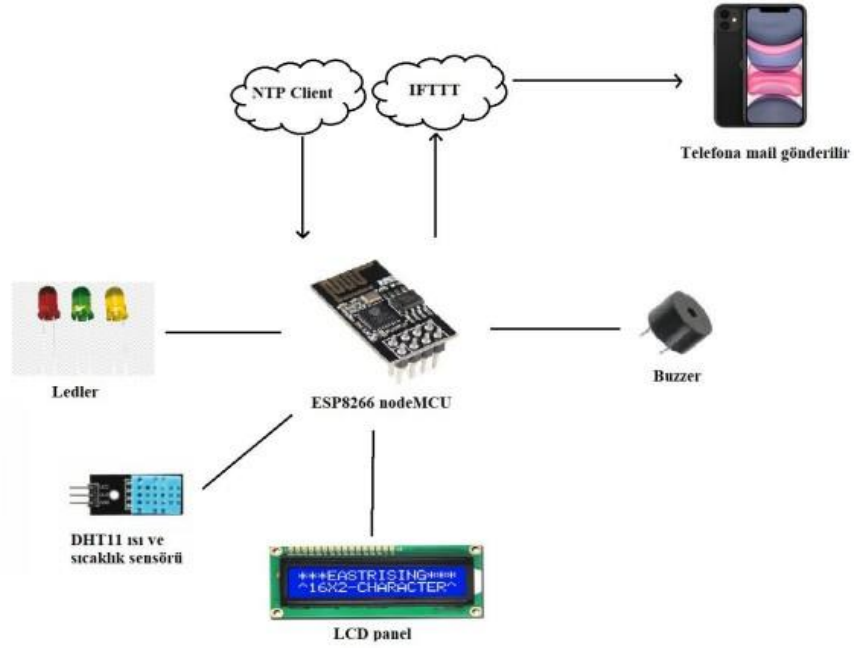 NTP Client
IFTTT
Telefona mail gönderilir
Ledler
ESP8266 nodeMCU
Buzzer
DHT11 ısı ve
sıcaklık sensörü
***EASTRISING***
^16X2-CHARACTER^
LCD panel